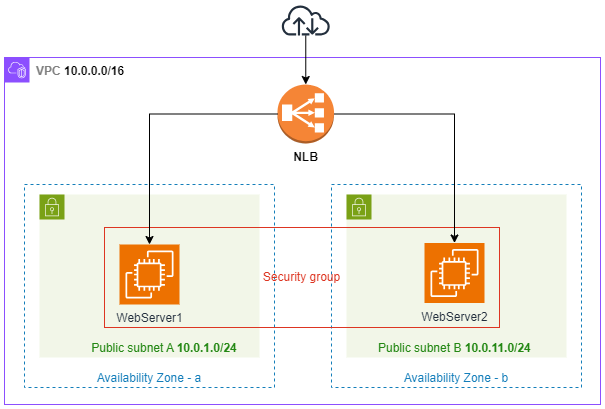 VPC 10.0.0.0/16
NLB
Security group
WebServer1
WebServer2
Public subnet A 10.0.1.0/24
Public subnet B 10.0.11.0/24
Availability Zone - a
Availability Zone - b